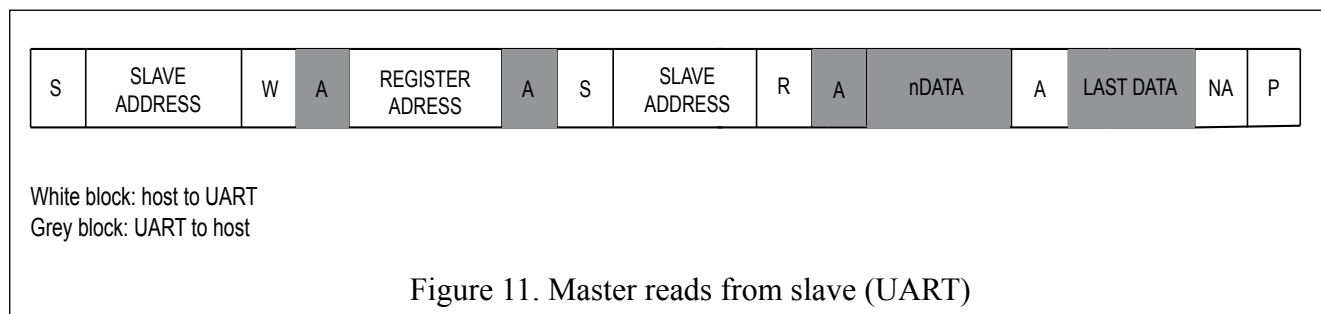 S SLAVE ADDRESS W A REGISTER ADRESS A S SLAVE ADDRESS R A nDATA A LAST DATA NA P
White block: host to UART
Grey block: UART to host
Figure 11. Master reads from slave (UART)